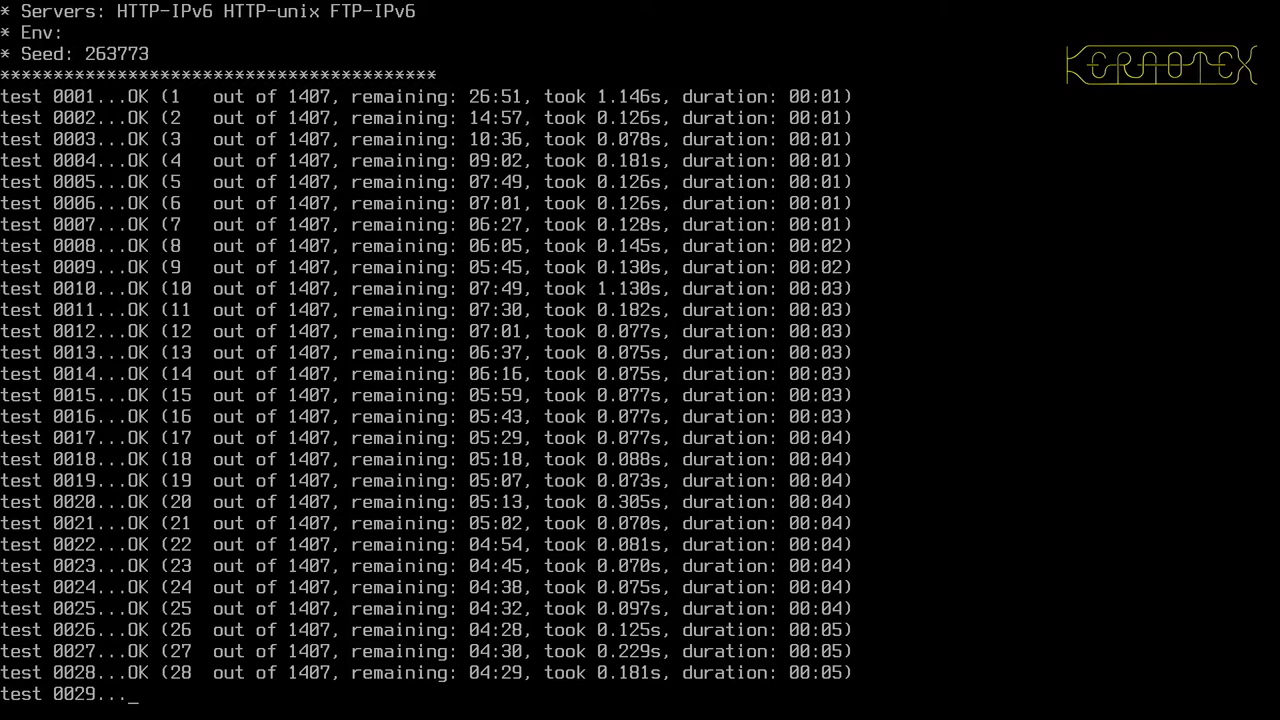 * Servers: HTTP-IPv6 HTTP-unix FTP-IPv6
* Env:
* Seed: 263773
*****************************************
KERNOTEX
test 0001...OK (1   out of 1407, remaining: 26:51, took 1.146s, duration: 00:01)
test 0002...OK (2   out of 1407, remaining: 14:57, took 0.126s, duration: 00:01)
test 0003...OK (3   out of 1407, remaining: 10:36, took 0.078s, duration: 00:01)
test 0004...OK (4   out of 1407, remaining: 09:02, took 0.181s, duration: 00:01)
test 0005...OK (5   out of 1407, remaining: 07:49, took 0.126s, duration: 00:01)
test 0006...OK (6   out of 1407, remaining: 07:01, took 0.126s, duration: 00:01)
test 0007...OK (7   out of 1407, remaining: 06:27, took 0.128s, duration: 00:01)
test 0008...OK (8   out of 1407, remaining: 06:05, took 0.145s, duration: 00:02)
test 0009...OK (9   out of 1407, remaining: 05:45, took 0.130s, duration: 00:02)
test 0010...OK (10  out of 1407, remaining: 07:49, took 1.130s, duration: 00:03)
test 0011...OK (11  out of 1407, remaining: 07:30, took 0.182s, duration: 00:03)
test 0012...OK (12  out of 1407, remaining: 07:01, took 0.077s, duration: 00:03)
test 0013...OK (13  out of 1407, remaining: 06:37, took 0.075s, duration: 00:03)
test 0014...OK (14  out of 1407, remaining: 06:16, took 0.075s, duration: 00:03)
test 0015...OK (15  out of 1407, remaining: 05:59, took 0.077s, duration: 00:03)
test 0016...OK (16  out of 1407, remaining: 05:43, took 0.077s, duration: 00:03)
test 0017...OK (17  out of 1407, remaining: 05:29, took 0.077s, duration: 00:04)
test 0018...OK (18  out of 1407, remaining: 05:18, took 0.088s, duration: 00:04)
test 0019...OK (19  out of 1407, remaining: 05:07, took 0.073s, duration: 00:04)
test 0020...OK (20  out of 1407, remaining: 05:13, took 0.305s, duration: 00:04)
test 0021...OK (21  out of 1407, remaining: 05:02, took 0.070s, duration: 00:04)
test 0022...OK (22  out of 1407, remaining: 04:54, took 0.081s, duration: 00:04)
test 0023...OK (23  out of 1407, remaining: 04:45, took 0.070s, duration: 00:04)
test 0024...OK (24  out of 1407, remaining: 04:38, took 0.075s, duration: 00:04)
test 0025...OK (25  out of 1407, remaining: 04:32, took 0.097s, duration: 00:04)
test 0026...OK (26  out of 1407, remaining: 04:28, took 0.125s, duration: 00:05)
test 0027...OK (27  out of 1407, remaining: 04:30, took 0.229s, duration: 00:05)
test 0028...OK (28  out of 1407, remaining: 04:29, took 0.181s, duration: 00:05)
test 0029..._